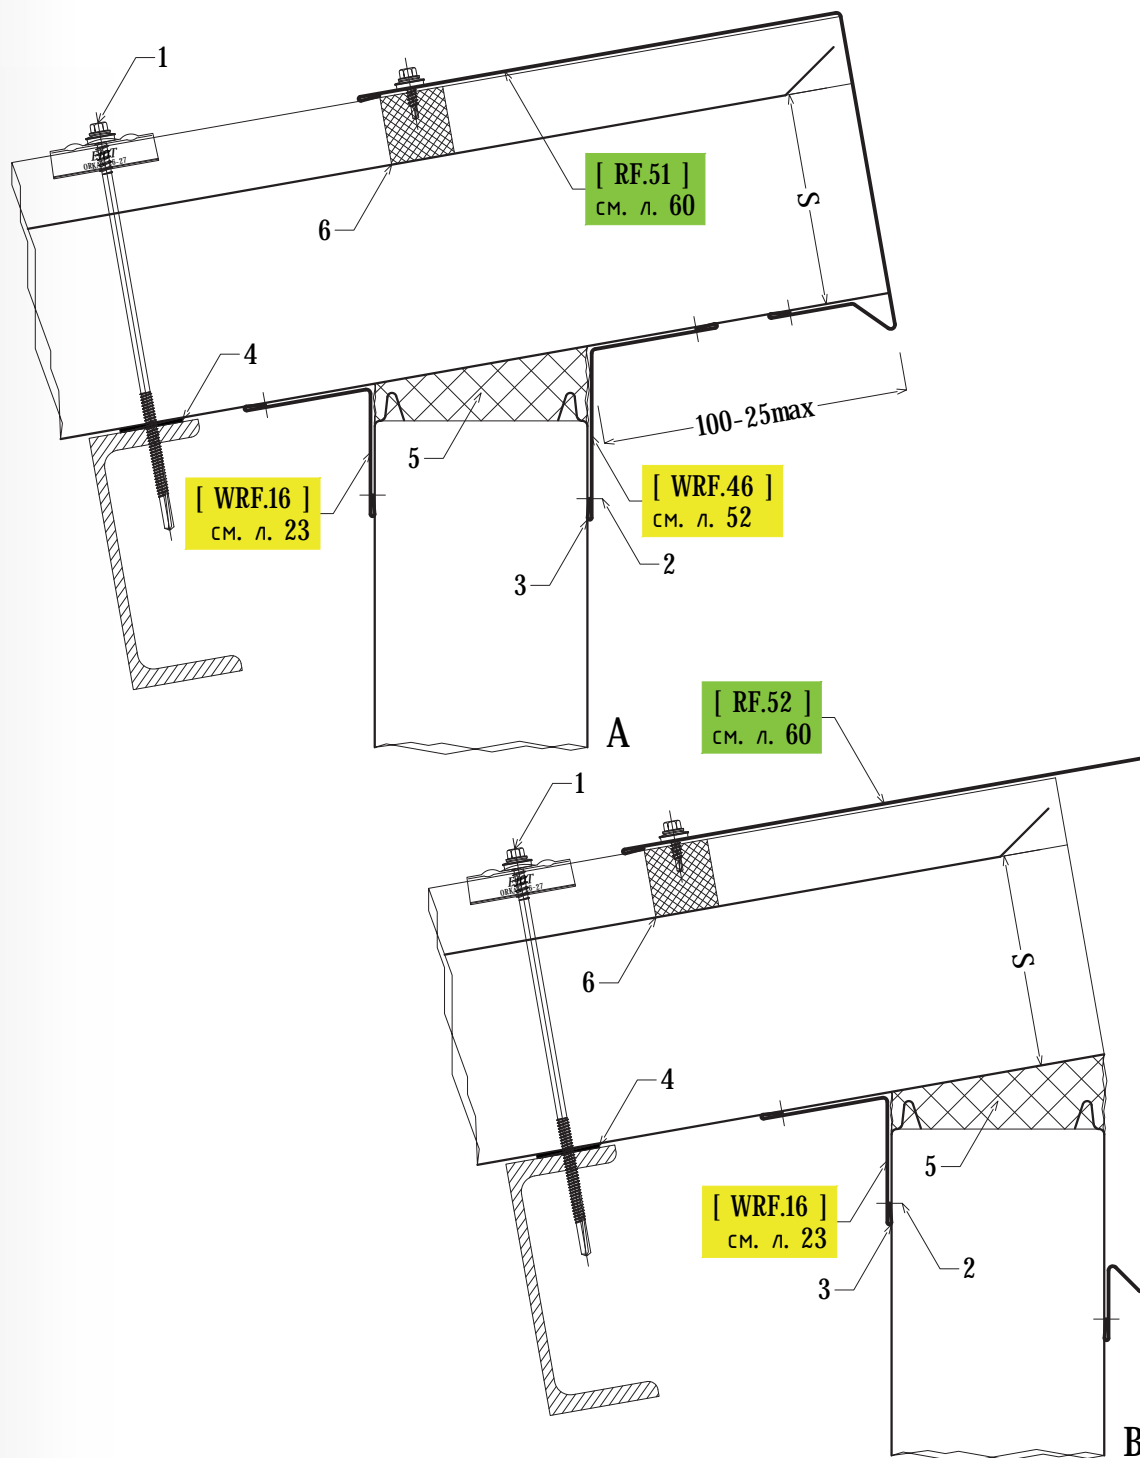 1
[ RF.51 ]
см. л. 60
6
S
4
100-25max
5
[ WRF.16 ]
см. л. 23
[ WRF.46 ]
см. л. 52
3
2
A
[ RF.52 ]
см. л. 60
1
6
S
4
5
[ WRF.16 ]
см. л. 23
3
2
B